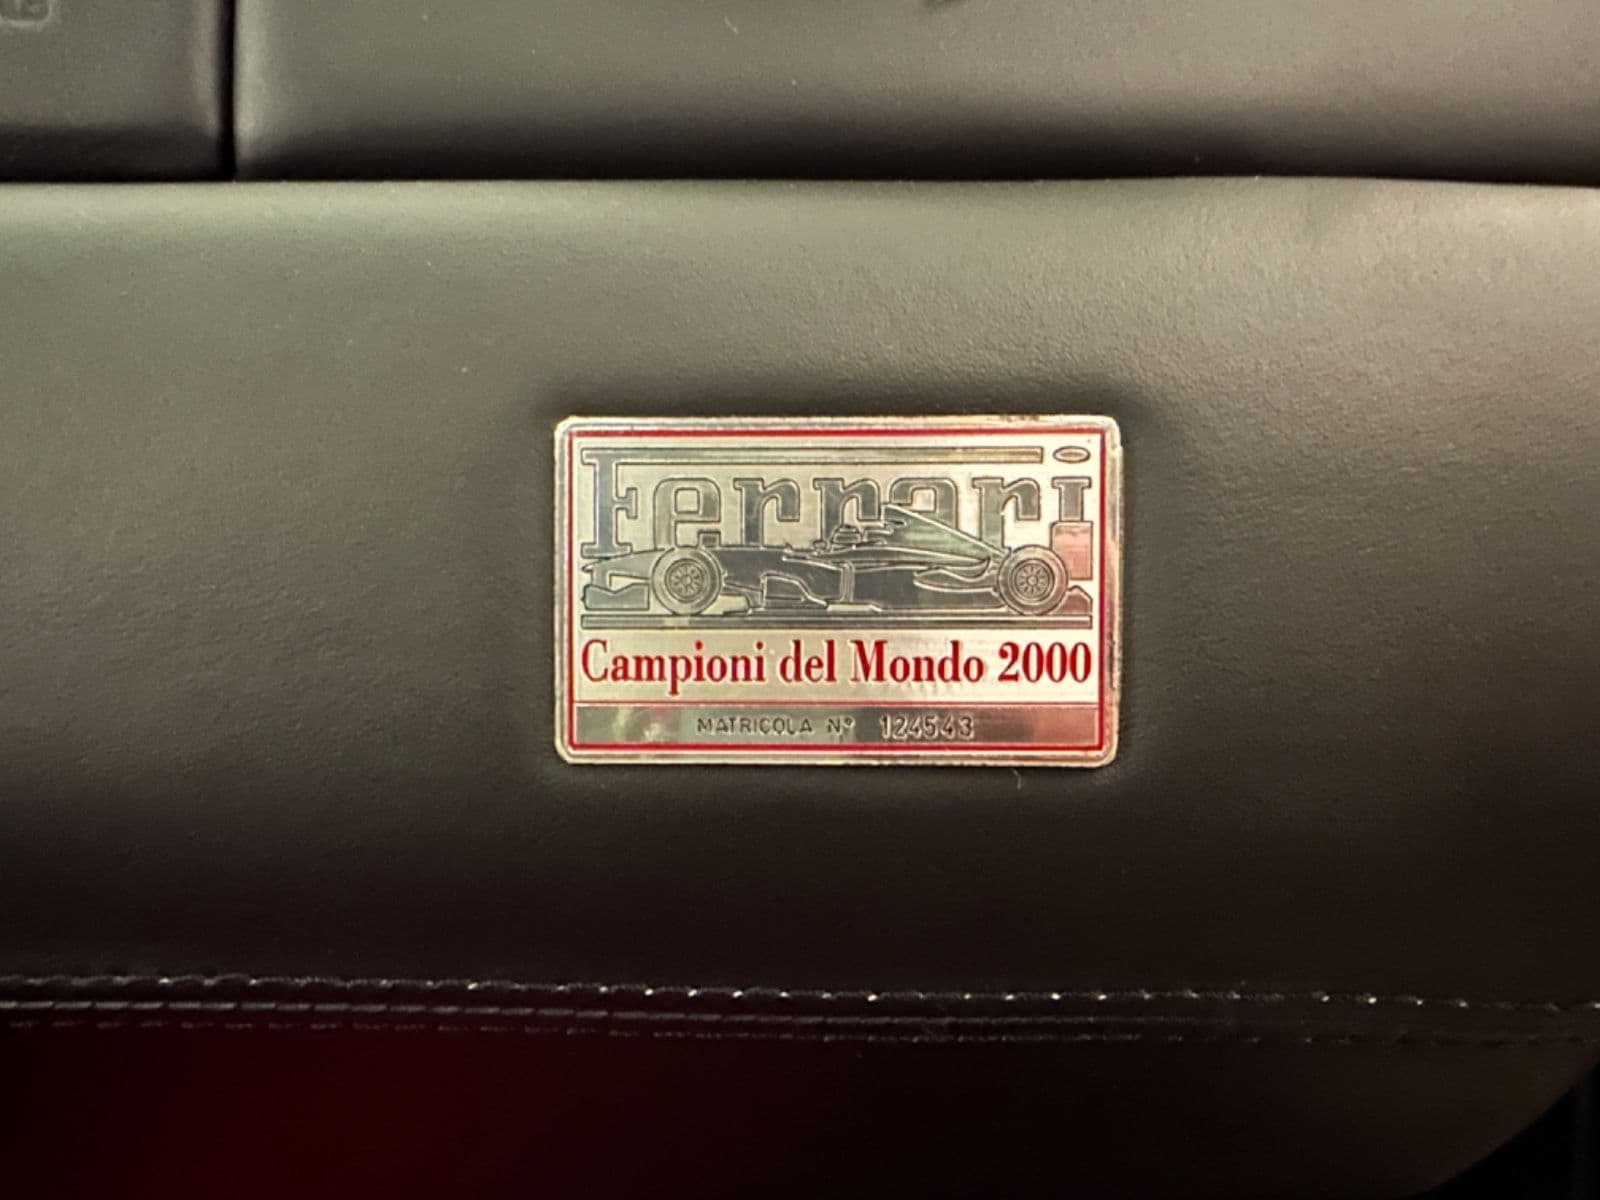 Ferrari
Campioni del Mondo 2000
MATRICOLA Nº 124543